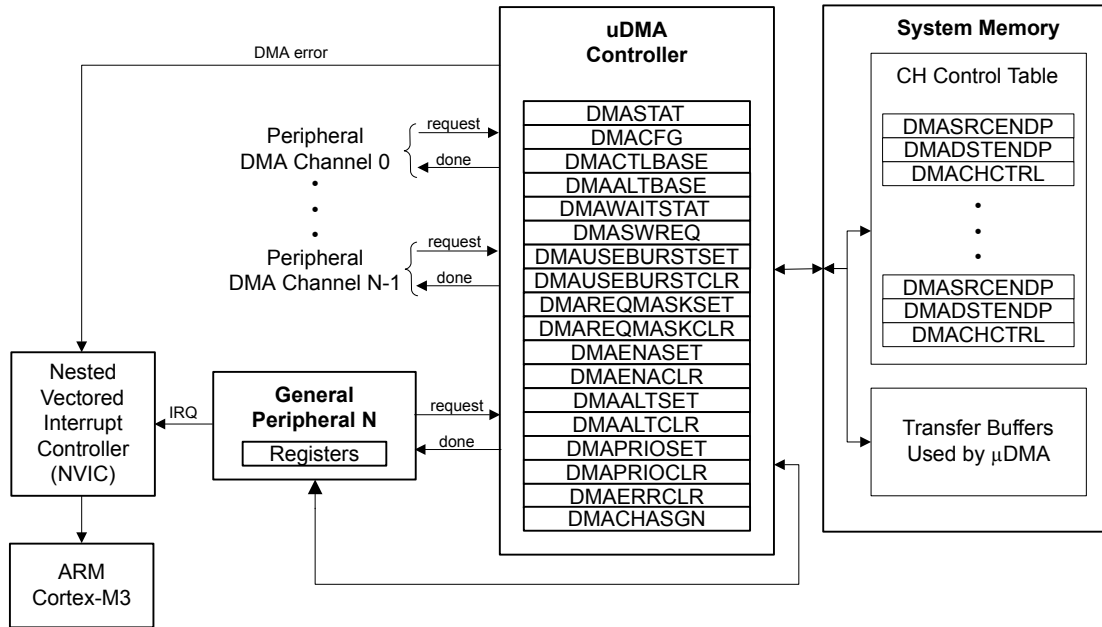 DMA error
Peripheral
DMA Channel 0
request
done
Peripheral
DMA Channel N-1
request
done
Nested
Vectored
Interrupt
Controller
(NVIC)
IRQ
General
Peripheral N
Registers
request
done
ARM
Cortex-M3
uDMA
Controller
DMASTAT
DMACFG
DMACTLBASE
DMAALTBASE
DMAWAITSTAT
DMASWREQ
DMAUSEBURSTSET
DMAUSEBURSTCLR
DMAREQMASKSET
DMAREQMASKCLR
DMAENASET
DMAENACLR
DMAALTSET
DMAALTCLR
DMAPRIOSET
DMAPRIOCLR
DMAERRCLR
DMACHASGN
System Memory
CH Control Table
DMASRCENDP
DMADSTENDP
DMACHCTRL
DMASRCENDP
DMADSTENDP
DMACHCTRL
Transfer Buffers
Used by μDMA